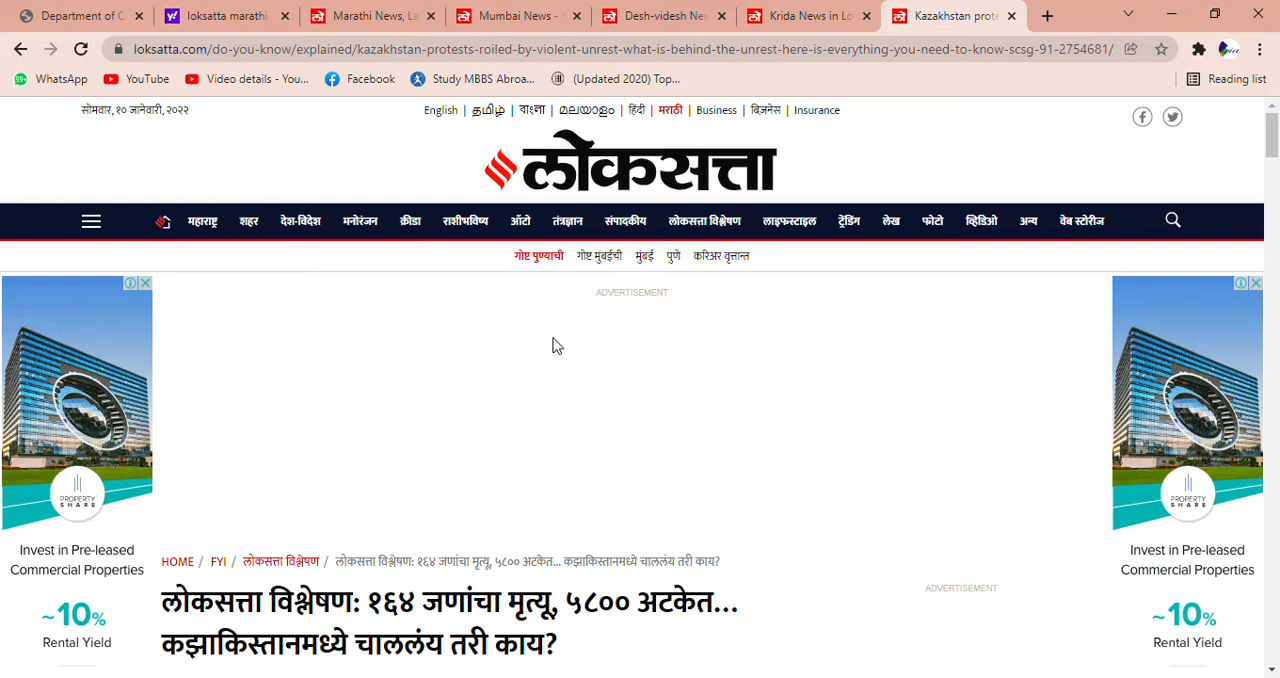 Department of C
loksatta marathi
Marathi News, La
Mumbai News -
Desh-videsh New
Krida News in Lo
Kazakhstan prote
loksatta.com/do-you-know/explained/kazakhstan-protests-roiled-by-violent-unrest-what-is-behind-the-unrest-here-is-everything-you-need-to-know-scsg-91-2754681/
99+ WhatsApp
YouTube
Video details - You...
Facebook
Study MBBS Abroa...
(Updated 2020) Top...
Reading list
सोमवार, १० जानेवारी, २०२२
English | தமிழ் | বাংলা | മലയാളം | हिंदी | मराठी | Business | बिज़नेस | Insurance
लोकसत्ता
महाराष्ट्र शहर देश-विदेश मनोरंजन क्रीडा राशीभविष्य ऑटो तंत्रज्ञान संपादकीय लोकसत्ता विश्लेषण लाइफस्टाइल ट्रेंडिंग लेख फोटो व्हिडिओ अन्य वेब स्टोरीज
गोष्ट पुण्याची गोष्ट मुंबईची मुंबई पुणे करिअर वृत्तान्त
ADVERTISEMENT
PROPERTY
SHARE
Invest in Pre-leased
Commercial Properties
~10%
Rental Yield
HOME / FYI / लोकसत्ता विश्लेषण / लोकसत्ता विश्लेषण: १६४ जणांचा मृत्यू, ५८०० अटकेत... कझाकिस्तानमध्ये चाललंय तरी काय?
लोकसत्ता विश्लेषण: १६४ जणांचा मृत्यू, ५८०० अटकेत...
कझाकिस्तानमध्ये चाललंय तरी काय?
ADVERTISEMENT
PROPERTY
SHARE
Invest in Pre-leased
Commercial Properties
~10%
Rental Yield